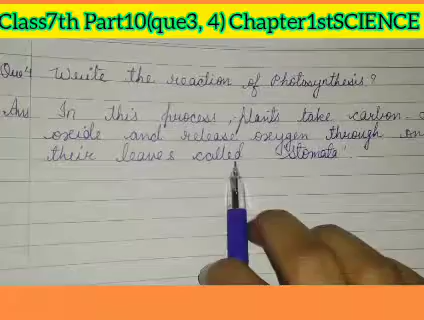 Class7th Part10(que3, 4) Chapter1stSCIENCE
Que4 Write the reaction of Photosynthesis?
Ans In this process, plants take carbon
oxide and release oxygen through on
their leaves called "Stomata".